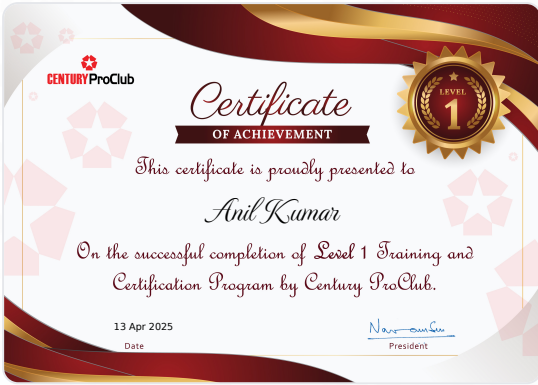 CENTURY ProClub
LEVEL
1
Certificate
OF ACHIEVEMENT
This certificate is proudly presented to
Anil Kumar
On the successful completion of Level 1 Training and
Certification Program by Century ProClub.
13 Apr 2025
Date
President